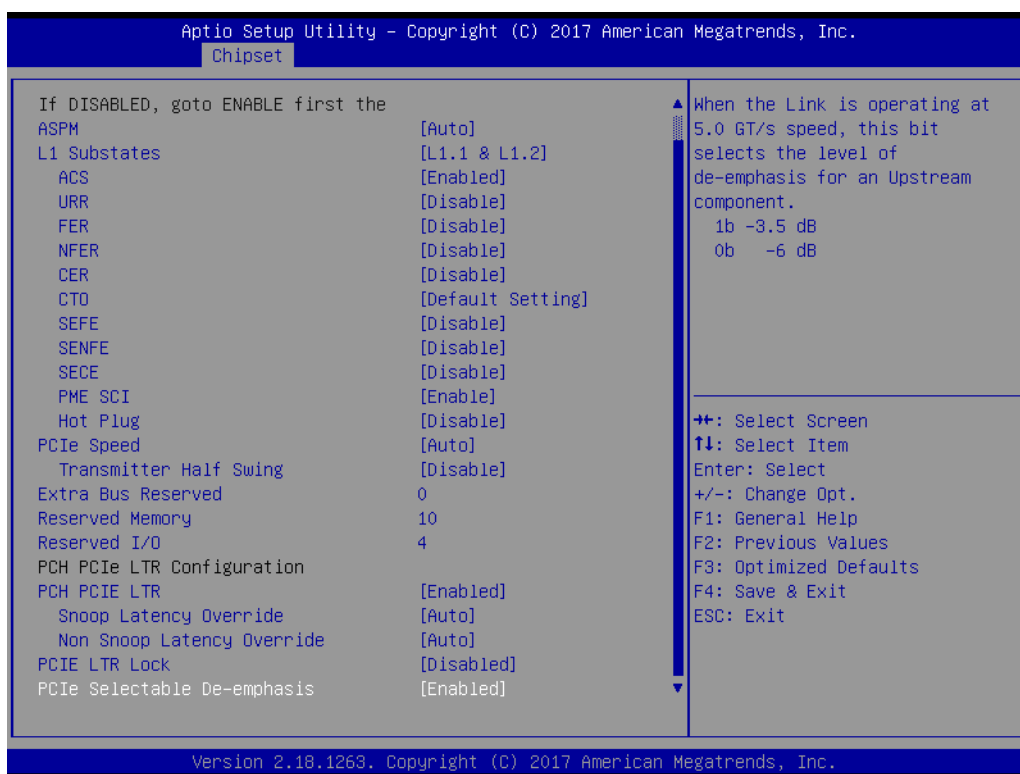 Aptio Setup Utility – Copyright (C) 2017 American Megatrends, Inc.
Chipset
If DISABLED, goto ENABLE first the
ASPM [Auto]
L1 Substates [L1.1 & L1.2]
ACS [Enabled]
URR [Disable]
FER [Disable]
NFER [Disable]
CER [Disable]
CTO [Default Setting]
SEFE [Disable]
SENFE [Disable]
SECE [Disable]
PME SCI [Enable]
Hot Plug [Disable]
PCIe Speed [Auto]
Transmitter Half Swing [Disable]
Extra Bus Reserved 0
Reserved Memory 10
Reserved I/O 4
PCH PCIe LTR Configuration
PCH PCIE LTR [Enabled]
Snoop Latency Override [Auto]
Non Snoop Latency Override [Auto]
PCIE LTR Lock [Disabled]
PCIe Selectable De-emphasis [Enabled]
When the Link is operating at
5.0 GT/s speed, this bit
selects the level of
de-emphasis for an Upstream
component.
1b -3.5 dB
0b -6 dB
→←: Select Screen
↑↓: Select Item
Enter: Select
+/-: Change Opt.
F1: General Help
F2: Previous Values
F3: Optimized Defaults
F4: Save & Exit
ESC: Exit
Version 2.18.1263. Copyright (C) 2017 American Megatrends, Inc.